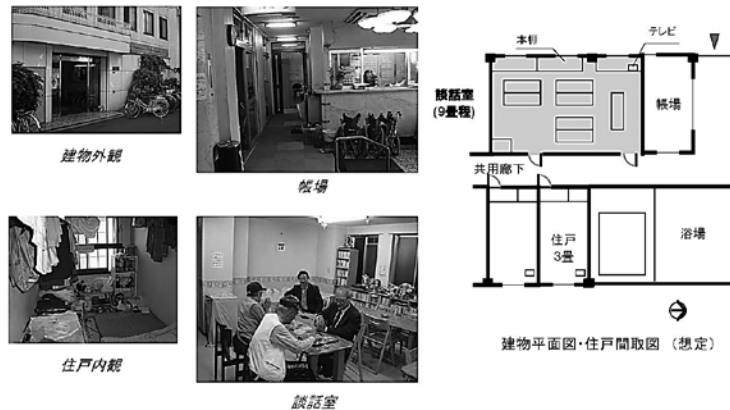 建物外観
帳場
住戸内観
談話室
本棚
テレビ
談話室
(9畳程)
帳場
共用廊下
住戸
3畳
浴場
建物平面図・住戸間取図 (想定)